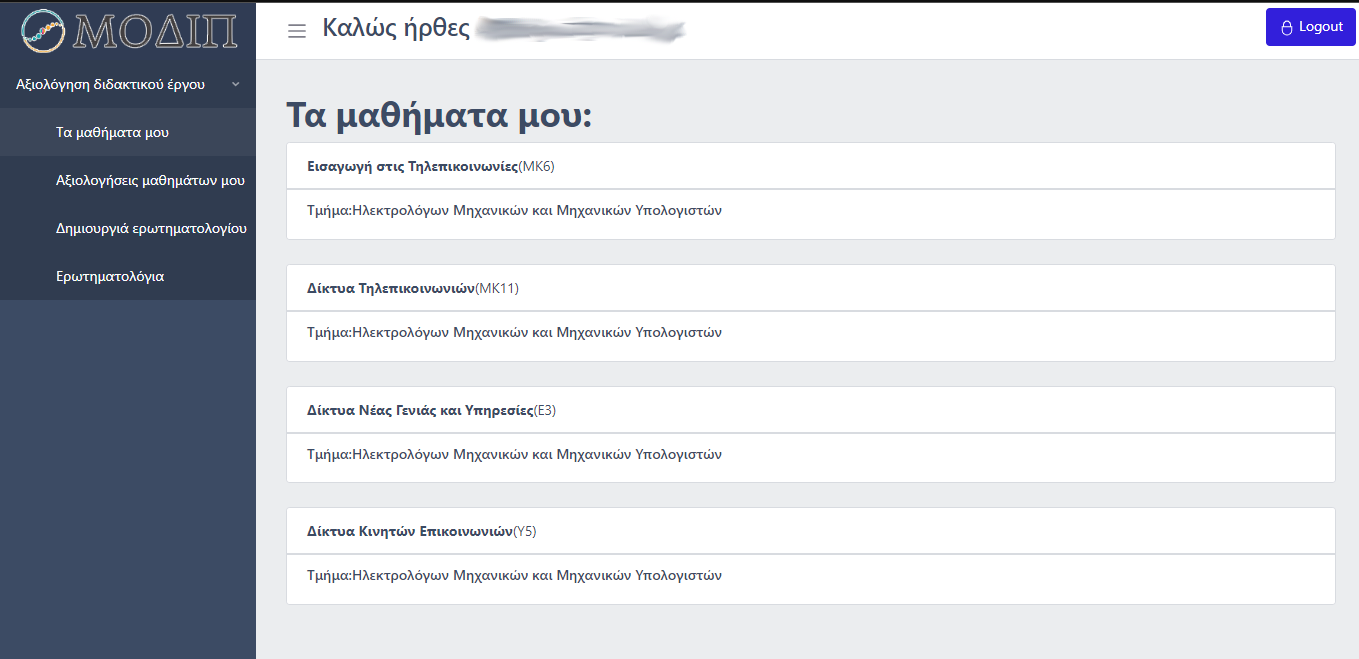 ΜΟΔΙΠ
Καλώς ήρθες
Logout
Αξιολόγηση διδακτικού έργου
Τα μαθήματα μου
Αξιολογήσεις μαθημάτων μου
Δημιουργιά ερωτηματολογίου
Ερωτηματολόγια
Τα μαθήματα μου:
Εισαγωγή στις Τηλεπικοινωνίες(ΜΚ6)
Τμήμα:Ηλεκτρολόγων Μηχανικών και Μηχανικών Υπολογιστών
Δίκτυα Τηλεπικοινωνιών(ΜΚ11)
Τμήμα:Ηλεκτρολόγων Μηχανικών και Μηχανικών Υπολογιστών
Δίκτυα Νέας Γενιάς και Υπηρεσίες(Ε3)
Τμήμα:Ηλεκτρολόγων Μηχανικών και Μηχανικών Υπολογιστών
Δίκτυα Κινητών Επικοινωνιών(Υ5)
Τμήμα:Ηλεκτρολόγων Μηχανικών και Μηχανικών Υπολογιστών